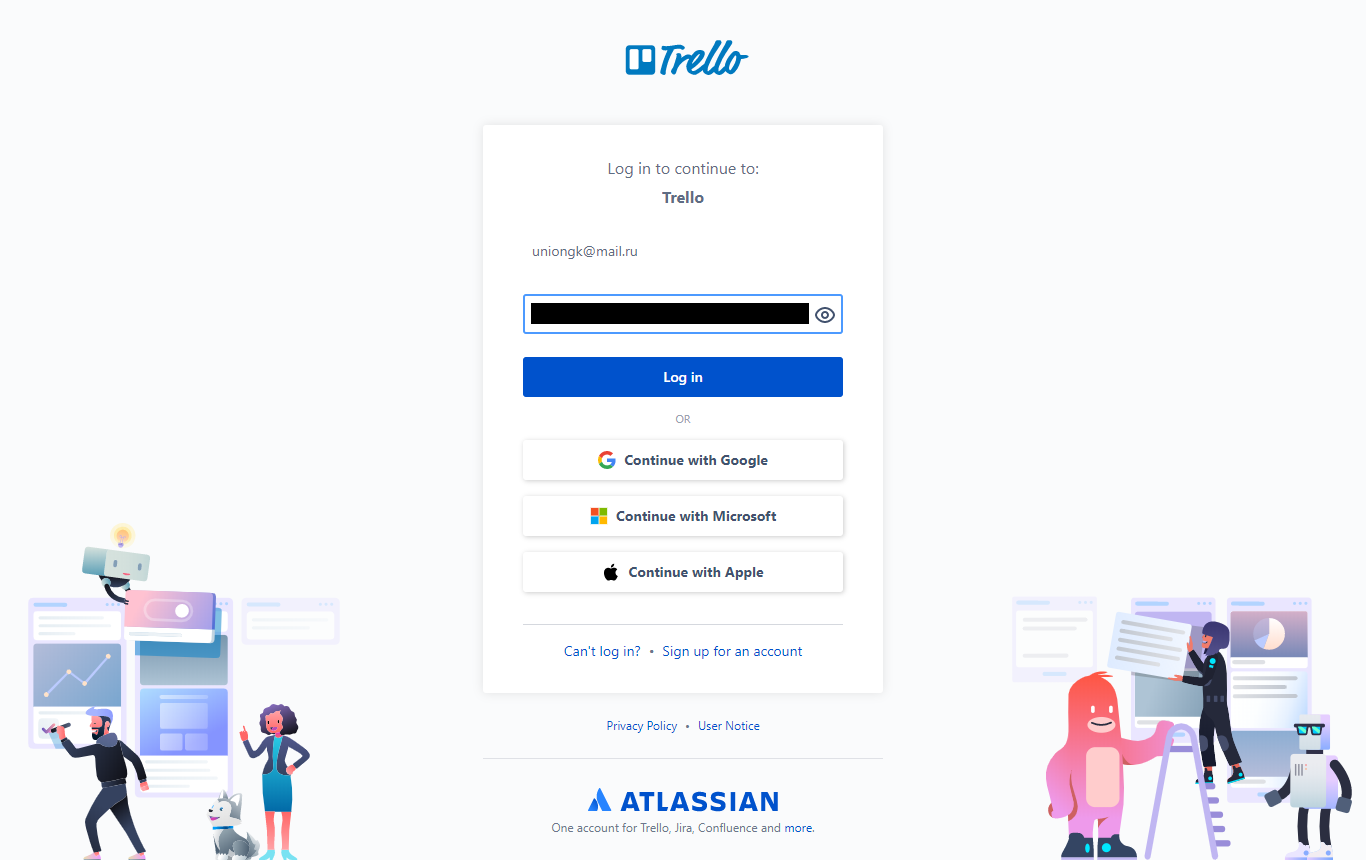 Trello
Log in to continue to:
Trello
uniongk@mail.ru
Log in
OR
Continue with Google
Continue with Microsoft
Continue with Apple
Can't log in? • Sign up for an account
Privacy Policy • User Notice
ATLASSIAN
One account for Trello, Jira, Confluence and more.